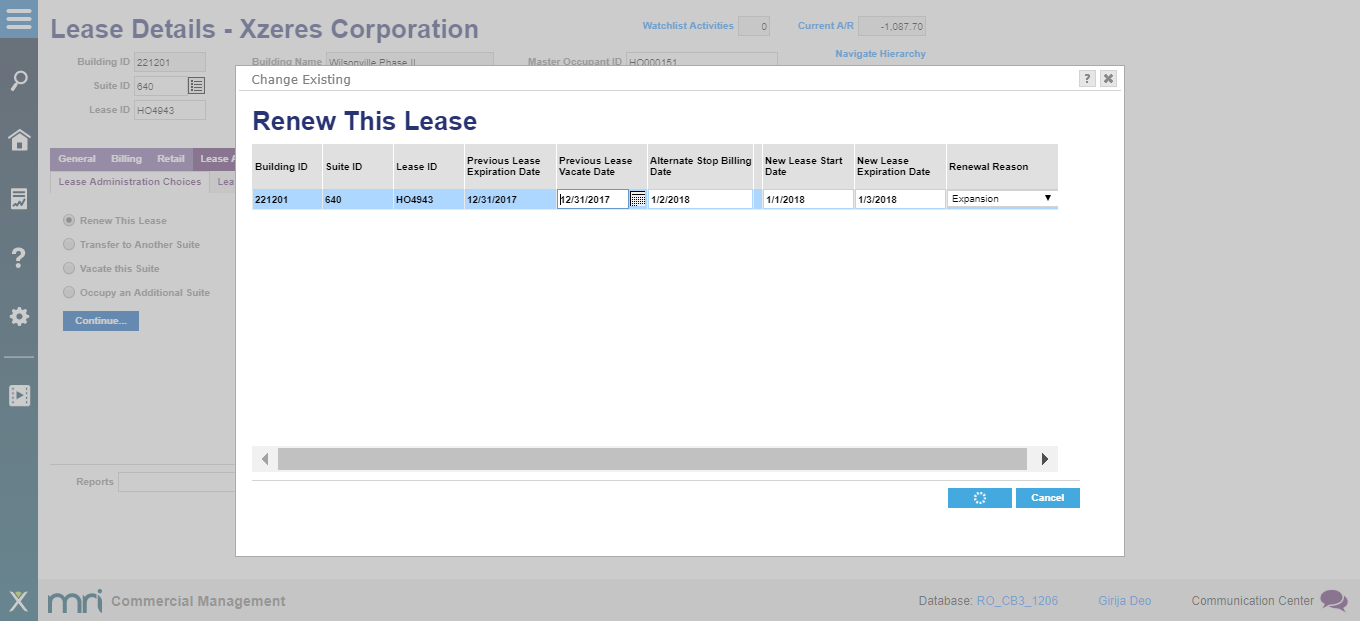 Lease Details - Xzeres Corporation
Watchlist Activities 0
Current A/R -1,087.70
Navigate Hierarchy
Building ID 221201
Building Name Wilsonville Phase II
Master Occupant ID HO000151
Suite ID 640
Lease ID HO4943
General Billing Retail Lease A
Lease Administration Choices Lea
Renew This Lease
Transfer to Another Suite
Vacate this Suite
Occupy an Additional Suite
Continue...
Reports
Change Existing
?
Renew This Lease
Building ID
Suite ID
Lease ID
Previous Lease
Expiration Date
Previous Lease
Vacate Date
Alternate Stop Billing
Date
New Lease Start
Date
New Lease
Expiration Date
Renewal Reason
221201 640 HO4943 12/31/2017 12/31/2017 1/2/2018 1/1/2018 1/3/2018 Expansion
Cancel
mri Commercial Management
Database: RO_CB3_1206
Girija Deo
Communication Center